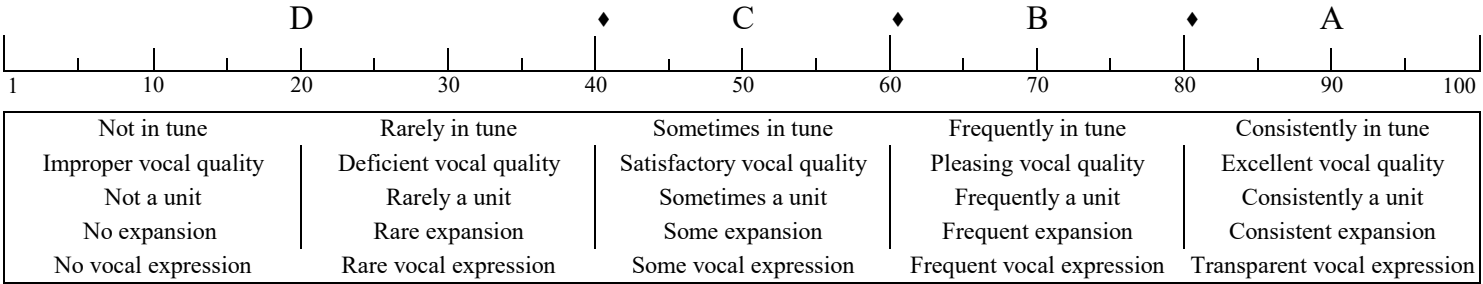 D ♦ C ♦ B ♦ A
1 10 20 30 40 50 60 70 80 90 100
Not in tune Rarely in tune Sometimes in tune Frequently in tune Consistently in tune
Improper vocal quality Deficient vocal quality Satisfactory vocal quality Pleasing vocal quality Excellent vocal quality
Not a unit Rarely a unit Sometimes a unit Frequently a unit Consistently a unit
No expansion Rare expansion Some expansion Frequent expansion Consistent expansion
No vocal expression Rare vocal expression Some vocal expression Frequent vocal expression Transparent vocal expression